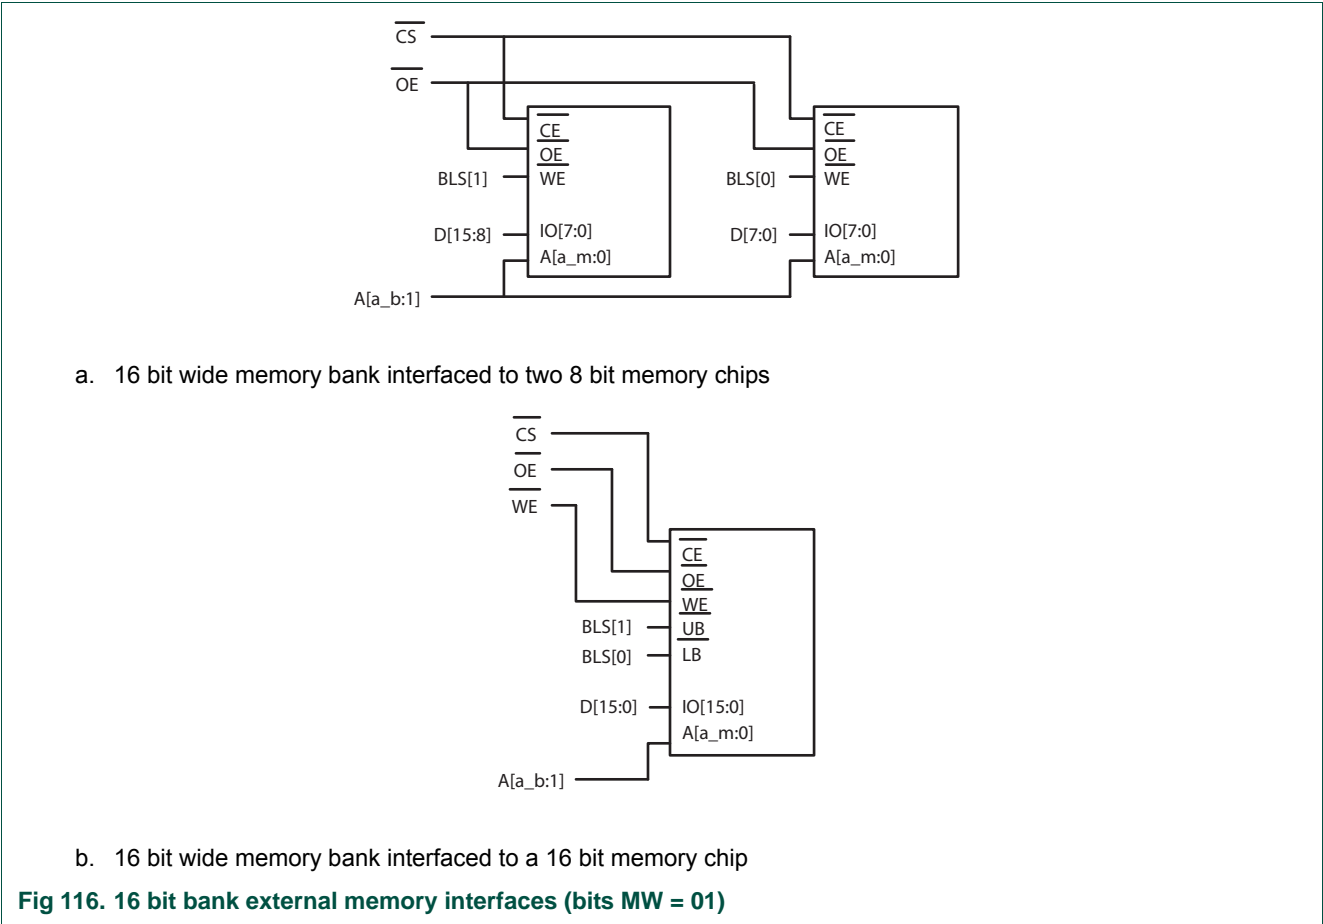 CS
OE
CE
OE
WE
BLS[1]
D[15:8]
IO[7:0]
A[a_m:0]
CE
OE
WE
BLS[0]
D[7:0]
IO[7:0]
A[a_m:0]
A[a_b:1]
a. 16 bit wide memory bank interfaced to two 8 bit memory chips
CS
OE
WE
CE
OE
WE
BLS[1]
UB
BLS[0]
LB
D[15:0]
IO[15:0]
A[a_m:0]
A[a_b:1]
b. 16 bit wide memory bank interfaced to a 16 bit memory chip
Fig 116. 16 bit bank external memory interfaces (bits MW = 01)